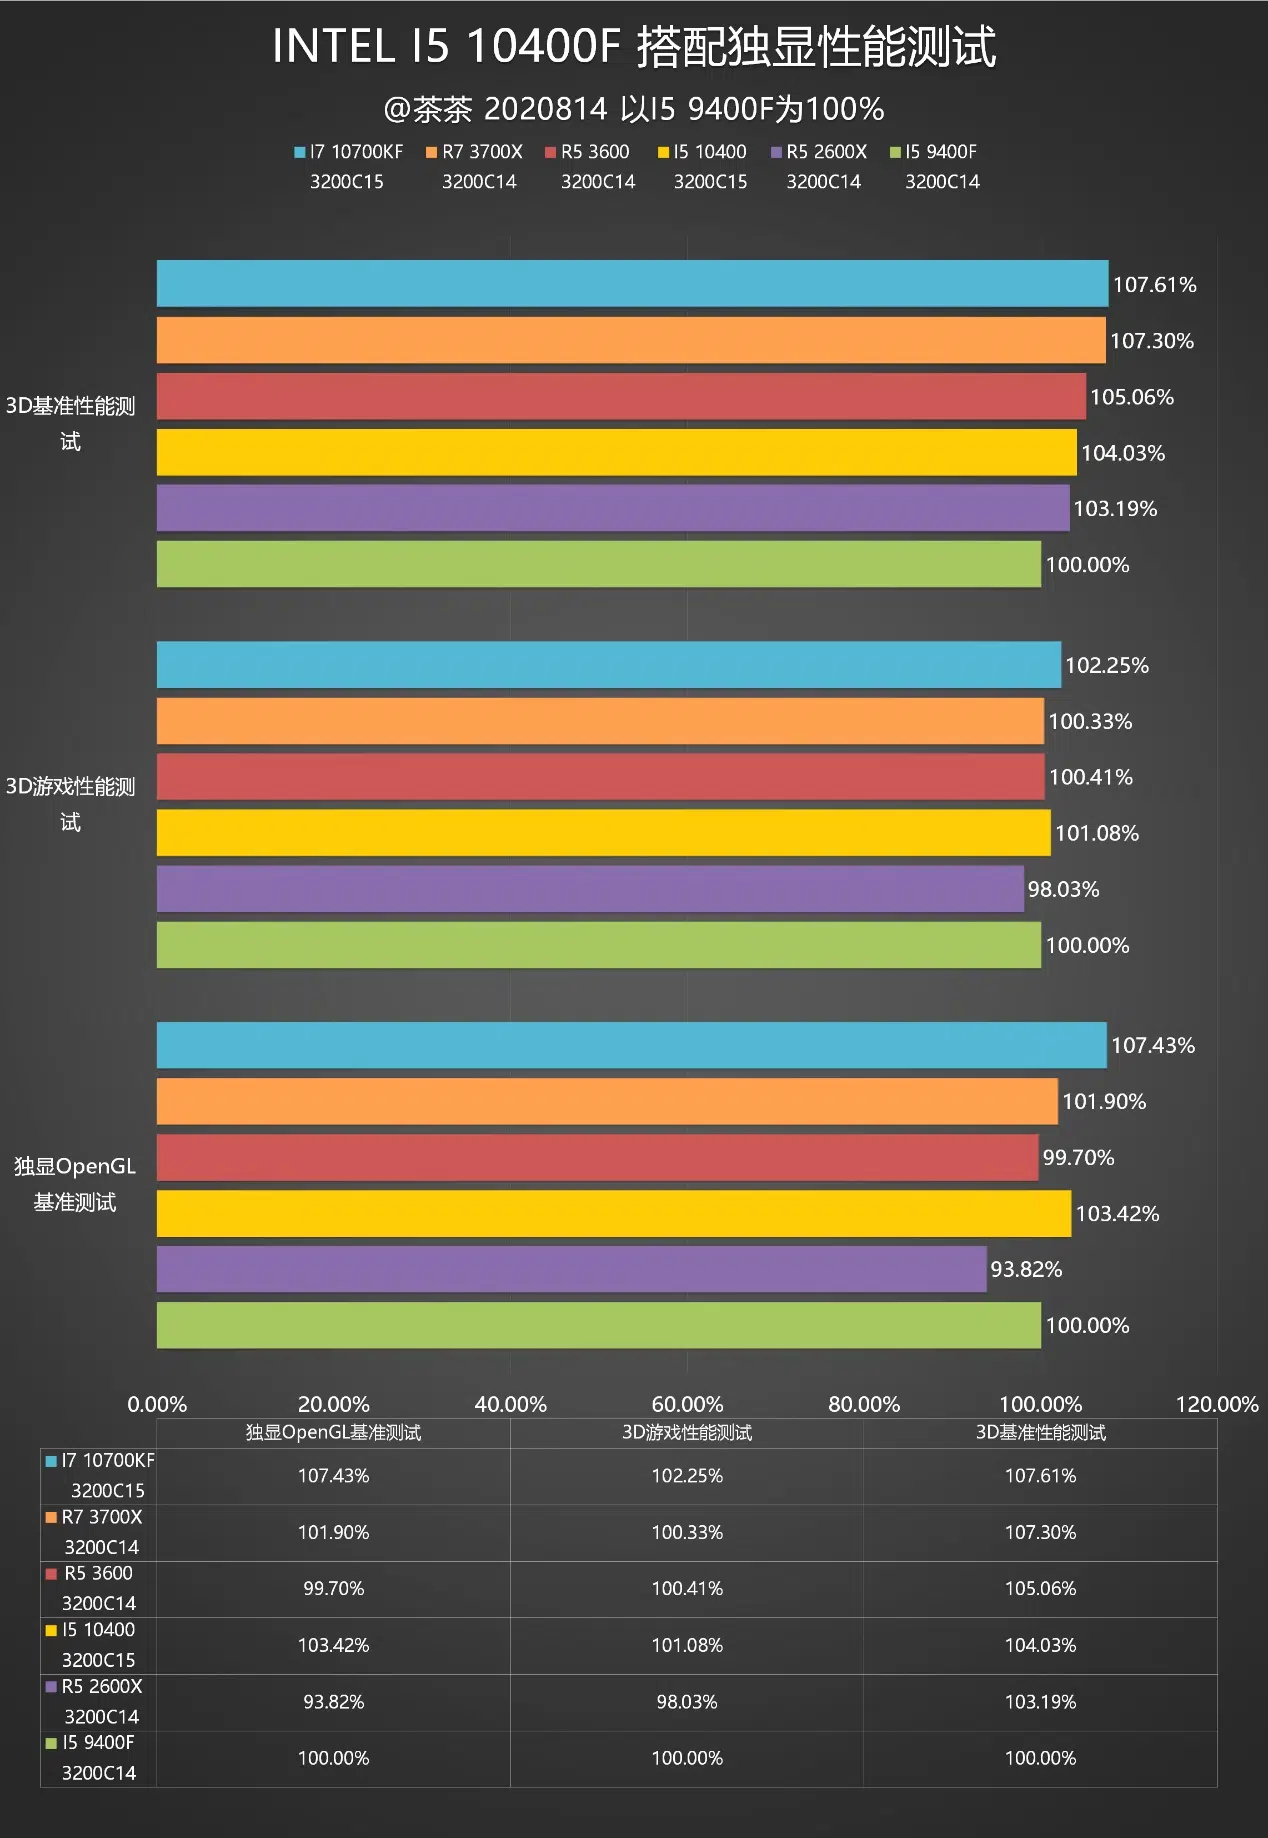 INTEL I5 10400F 搭配独显性能测试
@茶茶 2020814 以I5 9400F为100%
I7 10700KF R7 3700X R5 3600 I5 10400 R5 2600X I5 9400F
3200C15 3200C14 3200C14 3200C15 3200C14 3200C14
107.61%
107.30%
105.06%
3D基准性能测
试
104.03%
103.19%
100.00%
102.25%
100.33%
100.41%
3D游戏性能测
试
101.08%
98.03%
100.00%
107.43%
101.90%
99.70%
独显OpenGL
基准测试
103.42%
93.82%
100.00%
0.00% 20.00% 40.00% 60.00% 80.00% 100.00% 120.00%
独显OpenGL基准测试 3D游戏性能测试 3D基准性能测试
I7 10700KF
3200C15
107.43% 102.25% 107.61%
R7 3700X
3200C14
101.90% 100.33% 107.30%
R5 3600
3200C14
99.70% 100.41% 105.06%
I5 10400
3200C15
103.42% 101.08% 104.03%
R5 2600X
3200C14
93.82% 98.03% 103.19%
I5 9400F
3200C14
100.00% 100.00% 100.00%